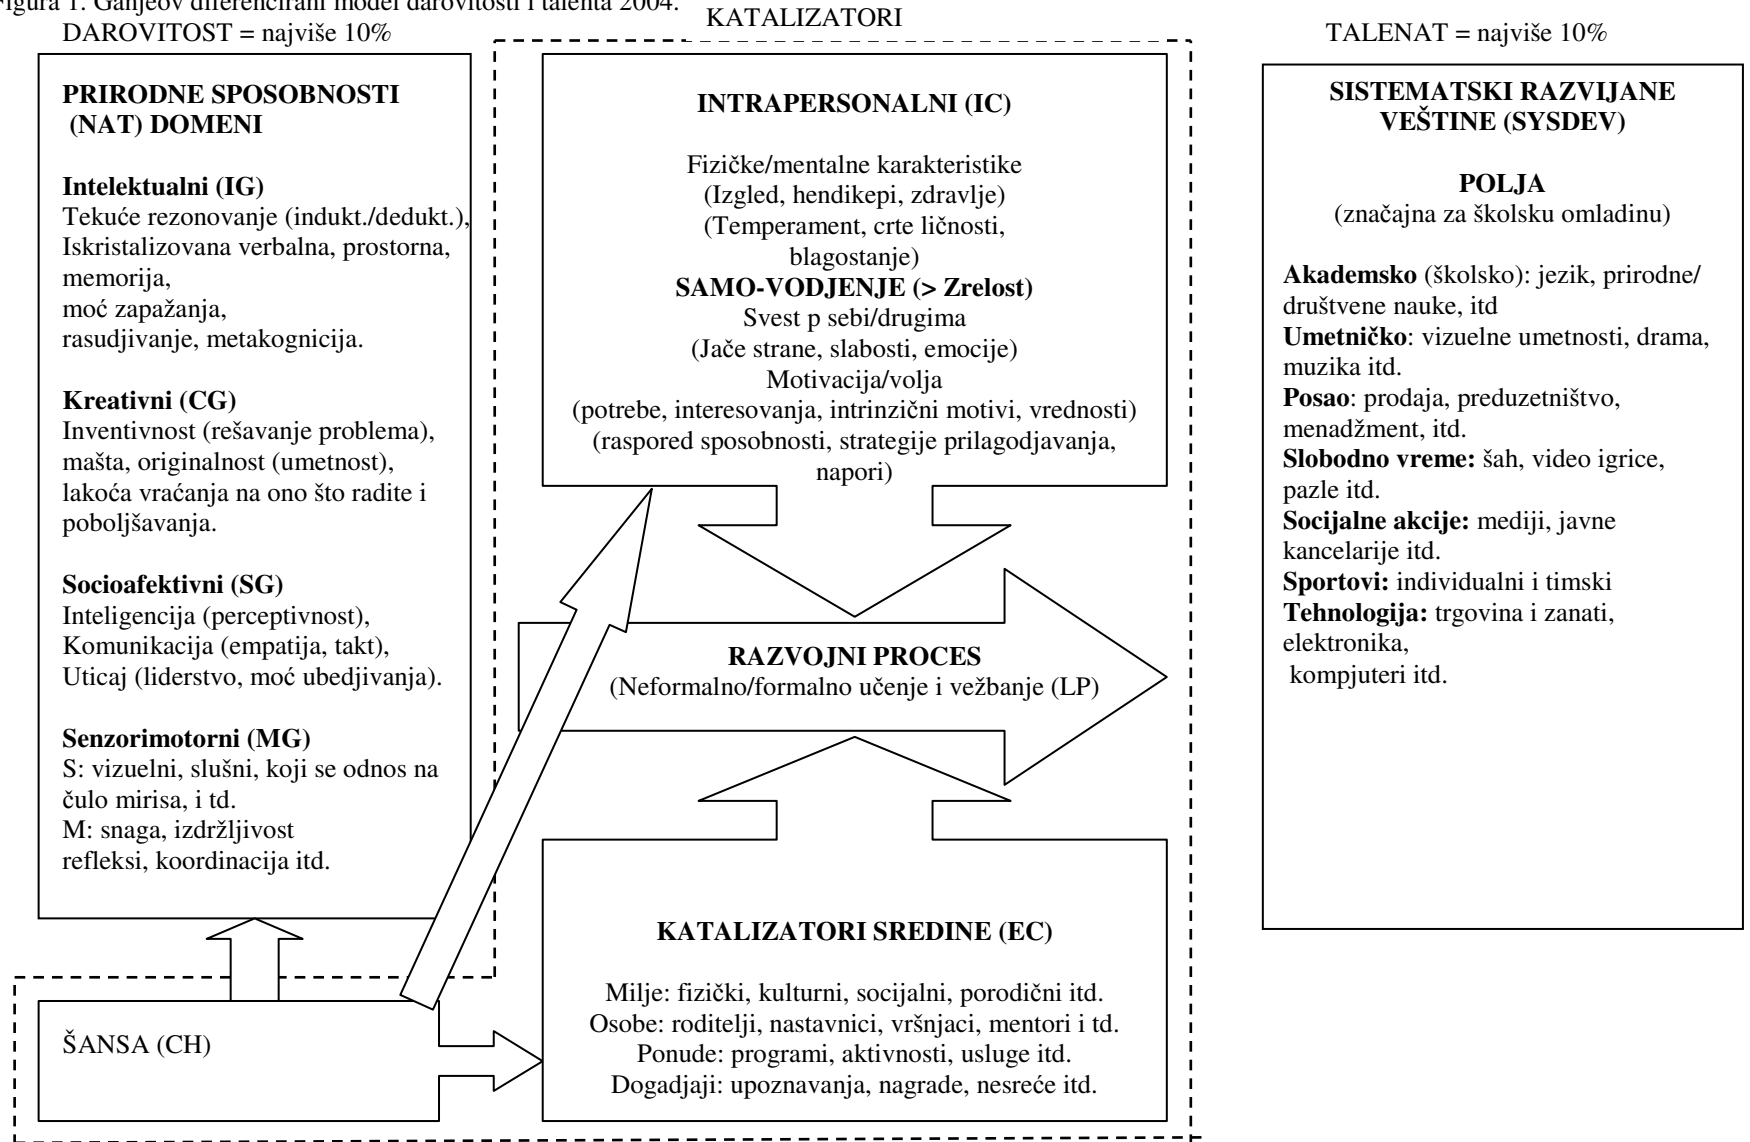 Figura 1. Ganjeov diferencirani model darovitosti i talenta 2004.
DAROVITOST = najviše 10%
PRIRODNE SPOSOBNOSTI
(NAT) DOMENI
Intelektualni (IG)
Tekuće rezonovanje (indukt./dedukt.),
Iskristalizovana verbalna, prostorna,
memorija,
moć zapažanja,
rasudjivanje, metakognicija.
Kreativni (CG)
Inventivnost (rešavanje problema),
mašta, originalnost (umetnost),
lakoća vraćanja na ono što radite i
poboljšavanja.
Socioafektivni (SG)
Inteligencija (perceptivnost),
Komunikacija (empatija, takt),
Uticaj (liderstvo, moć ubedjivanja).
Senzorimotorni (MG)
S: vizuelni, slušni, koji se odnos na
čulo mirisa, i td.
M: snaga, izdržljivost
refleksi, koordinacija itd.
ŠANSA (CH)
KATALIZATORI
INTRAPERSONALNI (IC)
Fizičke/mentalne karakteristike
(Izgled, hendikepi, zdravlje)
(Temperament, crte ličnosti,
blagostanje)
SAMO-VODJENJE (> Zrelost)
Svest p sebi/drugima
(Jače strane, slabosti, emocije)
Motivacija/volja
(potrebe, interesovanja, intrinzični motivi, vrednosti)
(raspored sposobnosti, strategije prilagodjavanja,
napori)
RAZVOJNI PROCES
(Neformalno/formalno učenje i vežbanje (LP)
KATALIZATORI SREDINE (EC)
Milje: fizički, kulturni, socijalni, porodični itd.
Osobe: roditelji, nastavnici, vršnjaci, mentori i td.
Ponude: programi, aktivnosti, usluge itd.
Dogadjaji: upoznavanja, nagrade, nesreće itd.
TALENAT = najviše 10%
SISTEMATSKI RAZVIJANE
VEŠTINE (SYSDEV)
POLJA
(značajna za školsku omladinu)
Akademsko (školsko): jezik, prirodne/
društvene nauke, itd
Umetničko: vizuelne umetnosti, drama,
muzika itd.
Posao: prodaja, preduzetništvo,
menadžment, itd.
Slobodno vreme: šah, video igrice,
pazle itd.
Socijalne akcije: mediji, javne
kancelarije itd.
Sportovi: individualni i timski
Tehnologija: trgovina i zanati,
elektronika,
kompjuteri itd.